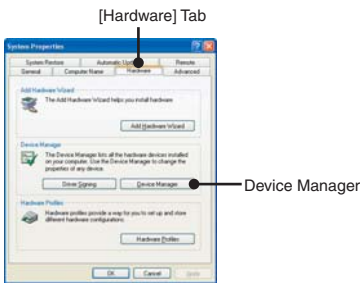 [Hardware] Tab
System Properties
System Restore Automatic Updates Remote
General Computer Name Hardware Advanced
Add Hardware Wizard
The Add Hardware Wizard helps you install hardware.
Add Hardware Wizard
Device Manager
The Device Manager lists all the hardware devices installed
on your computer. Use the Device Manager to change the
properties of any device.
Driver Signing Device Manager
Device Manager
Hardware Profiles
Hardware profiles provide a way for you to set up and store
different hardware configurations.
Hardware Profiles
OK Cancel Apply